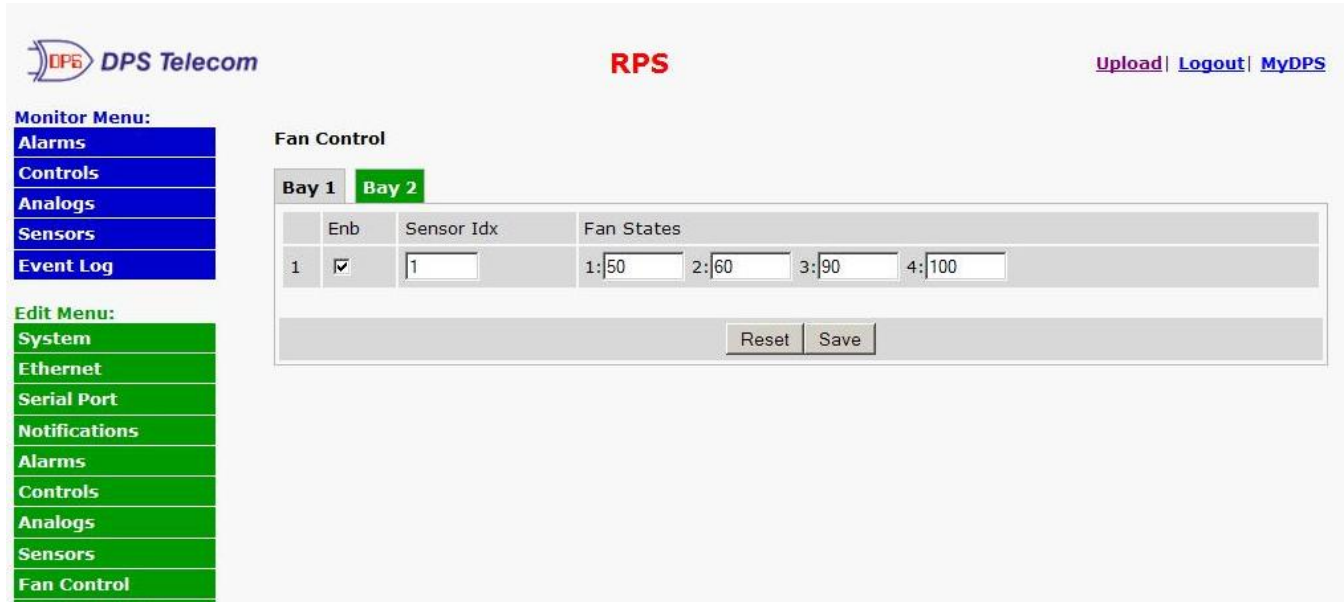 DPS DPS Telecom
RPS
Upload| Logout| MyDPS
Monitor Menu:
Alarms
Controls
Analogs
Sensors
Event Log
Edit Menu:
System
Ethernet
Serial Port
Notifications
Alarms
Controls
Analogs
Sensors
Fan Control
Fan Control
Bay 1 Bay 2
Enb Sensor Idx Fan States
1 1 1:50 2:60 3:90 4:100
Reset Save